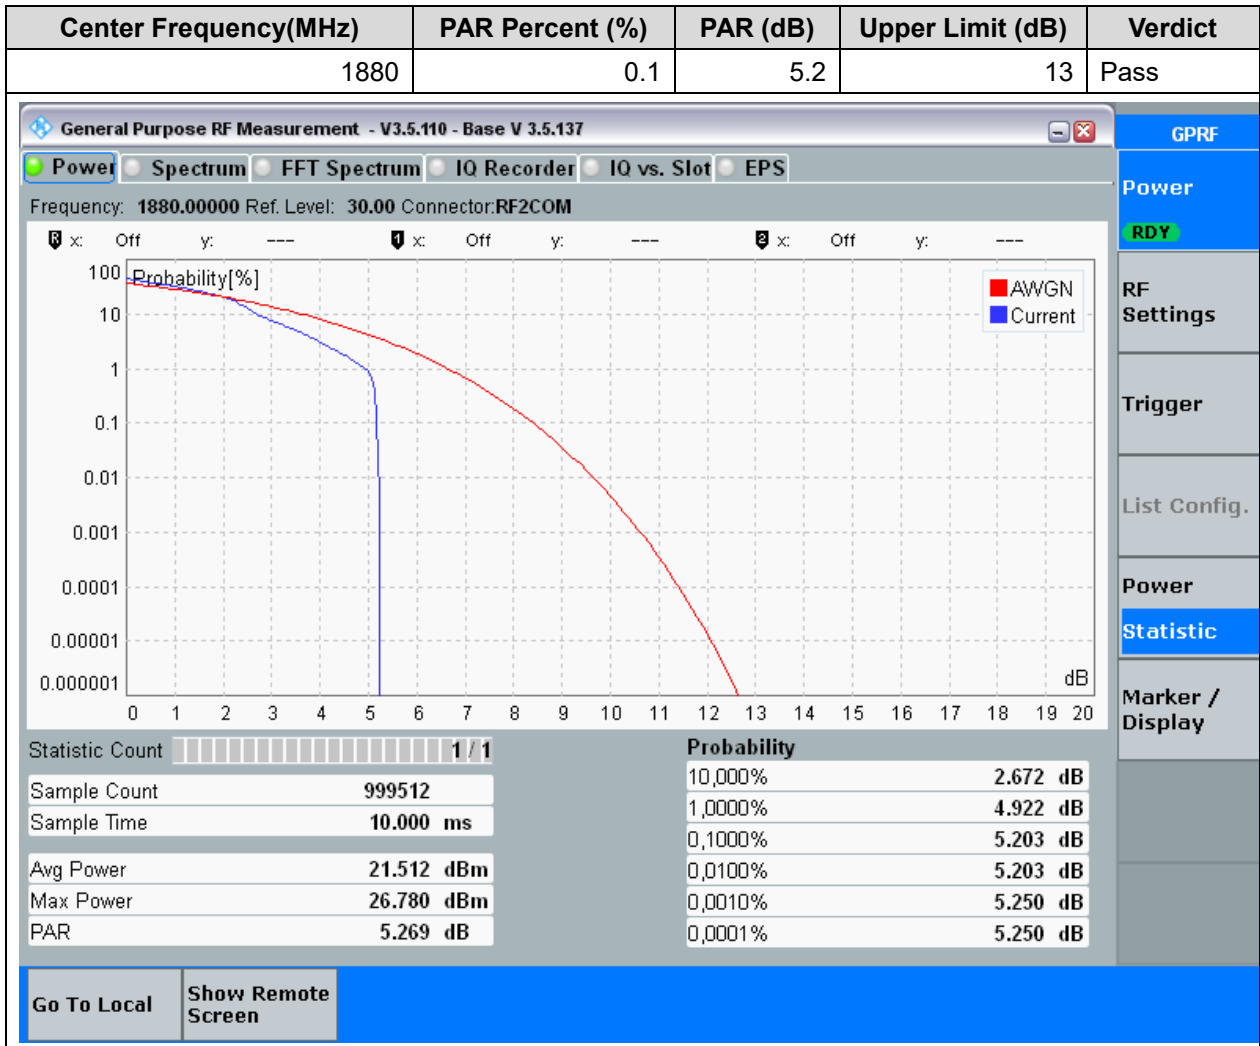 Center Frequency(MHz) PAR Percent (%) PAR (dB) Upper Limit (dB) Verdict
1880 0.1 5.2 13 Pass
General Purpose RF Measurement - V3.5.110 - Base V 3.5.137
GPRF
Power Spectrum FFT Spectrum IQ Recorder IQ vs. Slot EPS
Power
RDY
Frequency: 1880.00000 Ref. Level: 30.00 Connector:RF2COM
R x: Off y: --- 1 x: Off y: --- 2 x: Off y: ---
Probability[%]
AWGN
Current
100
10
1
0.1
0.01
0.001
0.0001
0.00001
0.000001
dB
0 1 2 3 4 5 6 7 8 9 10 11 12 13 14 15 16 17 18 19 20
RF
Settings
Trigger
List Config.
Power
Statistic
Marker /
Display
Statistic Count 1 / 1
Sample Count 999512
Sample Time 10.000 ms
Avg Power 21.512 dBm
Max Power 26.780 dBm
PAR 5.269 dB
Probability
10,000% 2.672 dB
1,0000% 4.922 dB
0,1000% 5.203 dB
0,0100% 5.203 dB
0,0010% 5.250 dB
0,0001% 5.250 dB
Go To Local
Show Remote
Screen